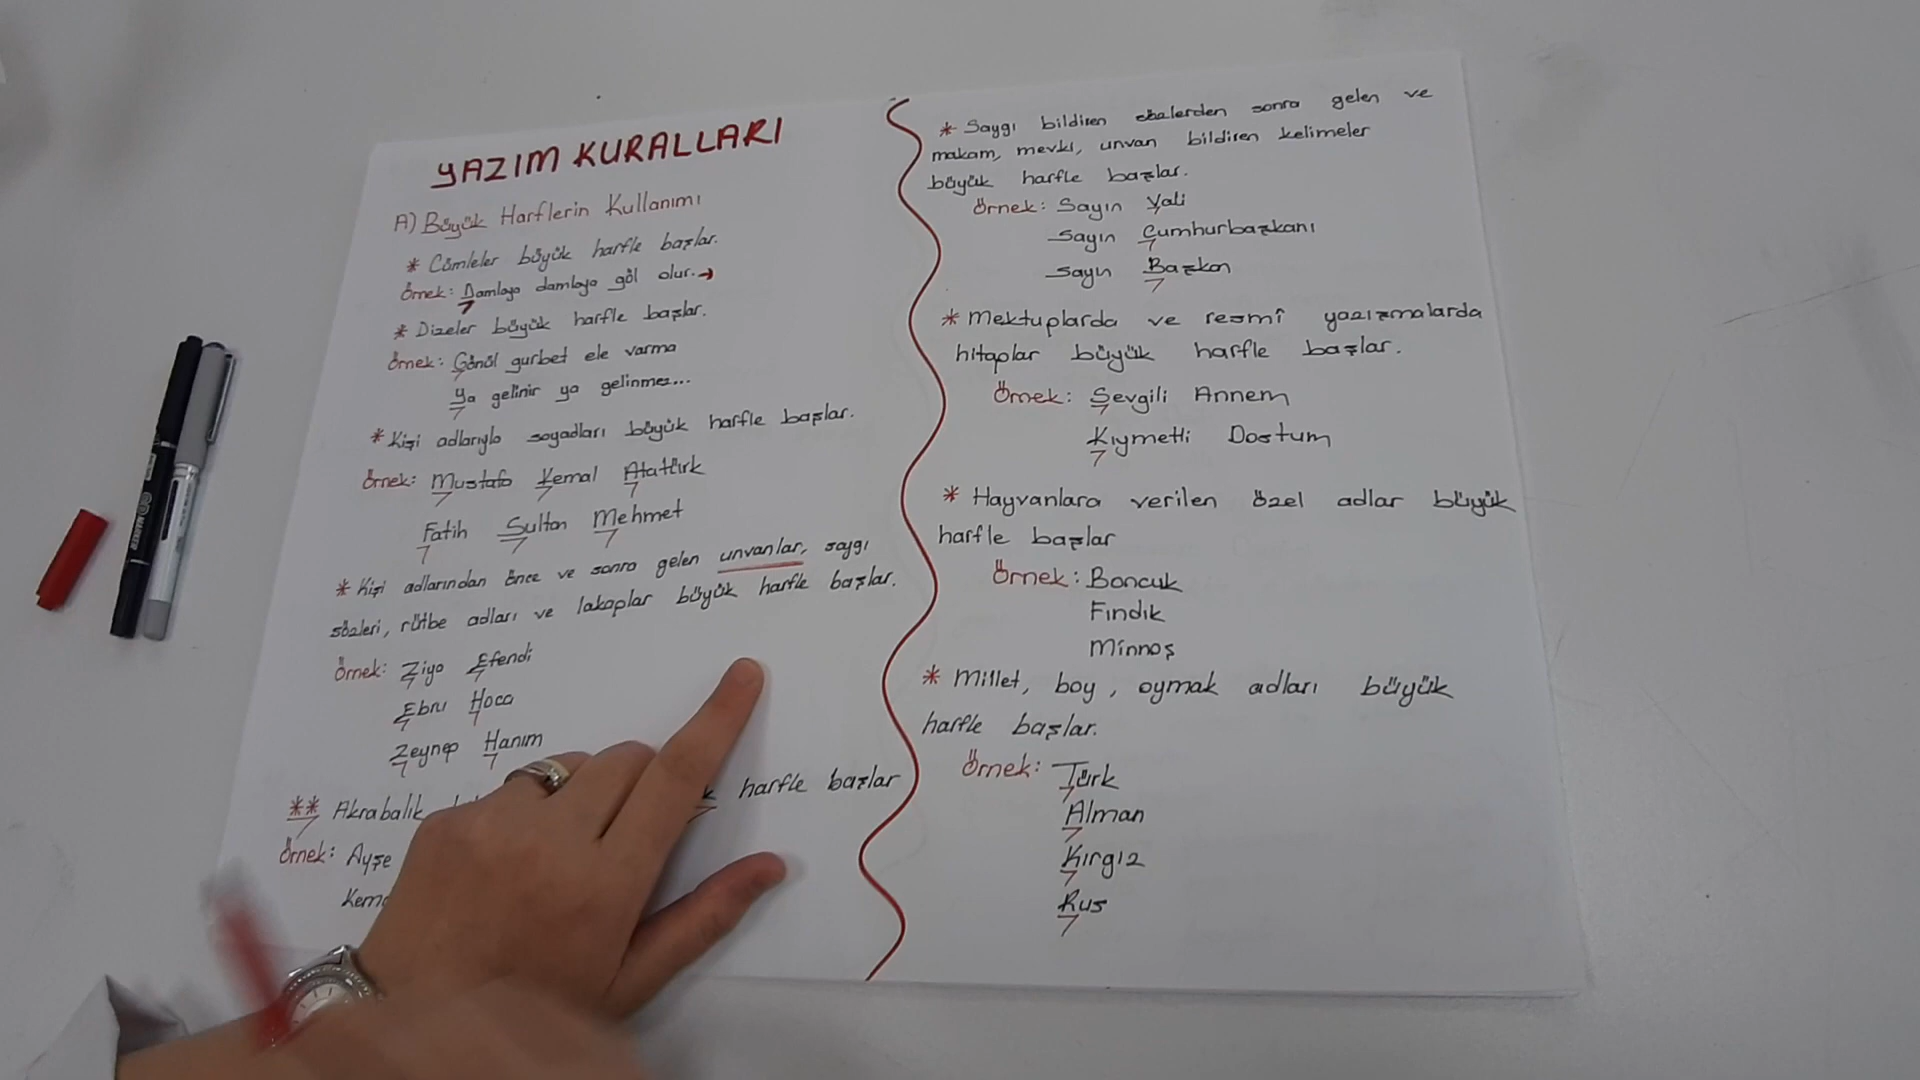 YAZIM KURALLARI
A) Büyük Harflerin Kullanımı
* Cümleler büyük harfle başlar.
Örnek: Damlaya damlaya göl olur.→
* Dizeler büyük harfle başlar.
Örnek: Gönül gurbet ele varma
Ya gelinir ya gelinmez...
* Kişi adlarıyla soyadları büyük harfle başlar.
Örnek: Mustafa Kemal Atatürk
Fatih Sultan Mehmet
* Kişi adlarından önce ve sonra gelen unvanlar, saygı
sözleri, rütbe adları ve lakaplar büyük harfle başlar.
Örnek: Ziya Efendi
Ebru Hoca
Zeynep Hanım
** Akrabalık harfle başlar
Örnek: Ayşe
* Saygı bildiren sözlerden sonra gelen ve
makam, mevki, unvan bildiren kelimeler
büyük harfle başlar.
Örnek: Sayın Vali
Sayın Cumhurbaşkanı
Sayın Başkan
* Mektuplarda ve resmî yazışmalarda
hitaplar büyük harfle başlar.
Örnek: Sevgili Annem
Kıymetli Dostum
* Hayvanlara verilen özel adlar büyük
harfle başlar
Örnek: Boncuk
Fındık
Minnoş
* Millet, boy, oymak adları büyük
harfle başlar.
Örnek: Türk
Alman
Kırgız
Rus